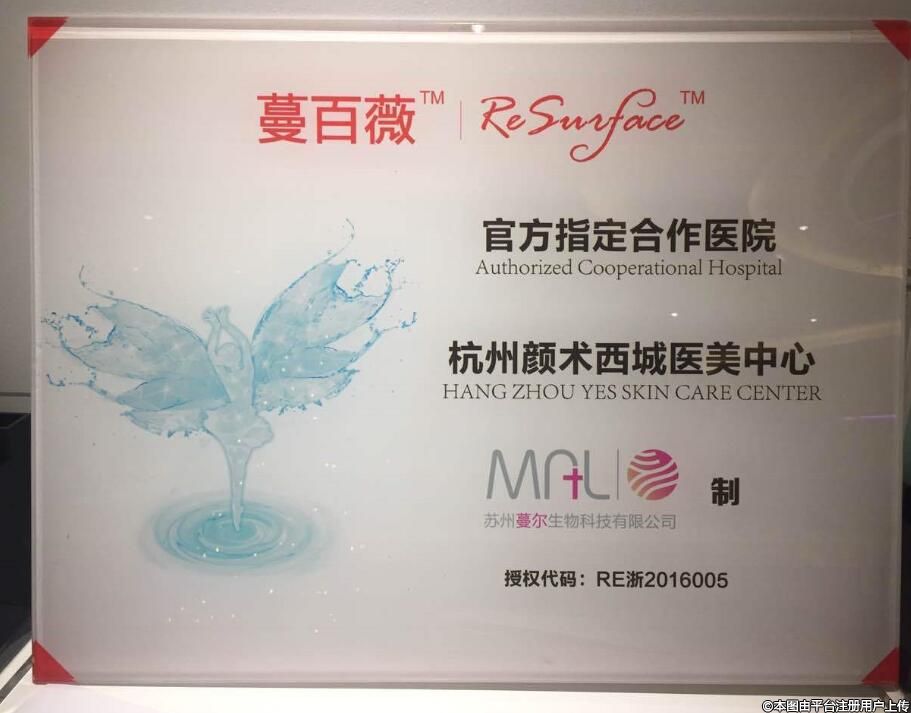 蔓百薇™ | ReSurface™
官方指定合作医院
Authorized Cooperational Hospital
杭州颜术西城医美中心
HANG ZHOU YES SKIN CARE CENTER
MAtL 制
苏州蔓尔生物科技有限公司
授权代码：RE浙2016005
©本图由平台注册用户上传